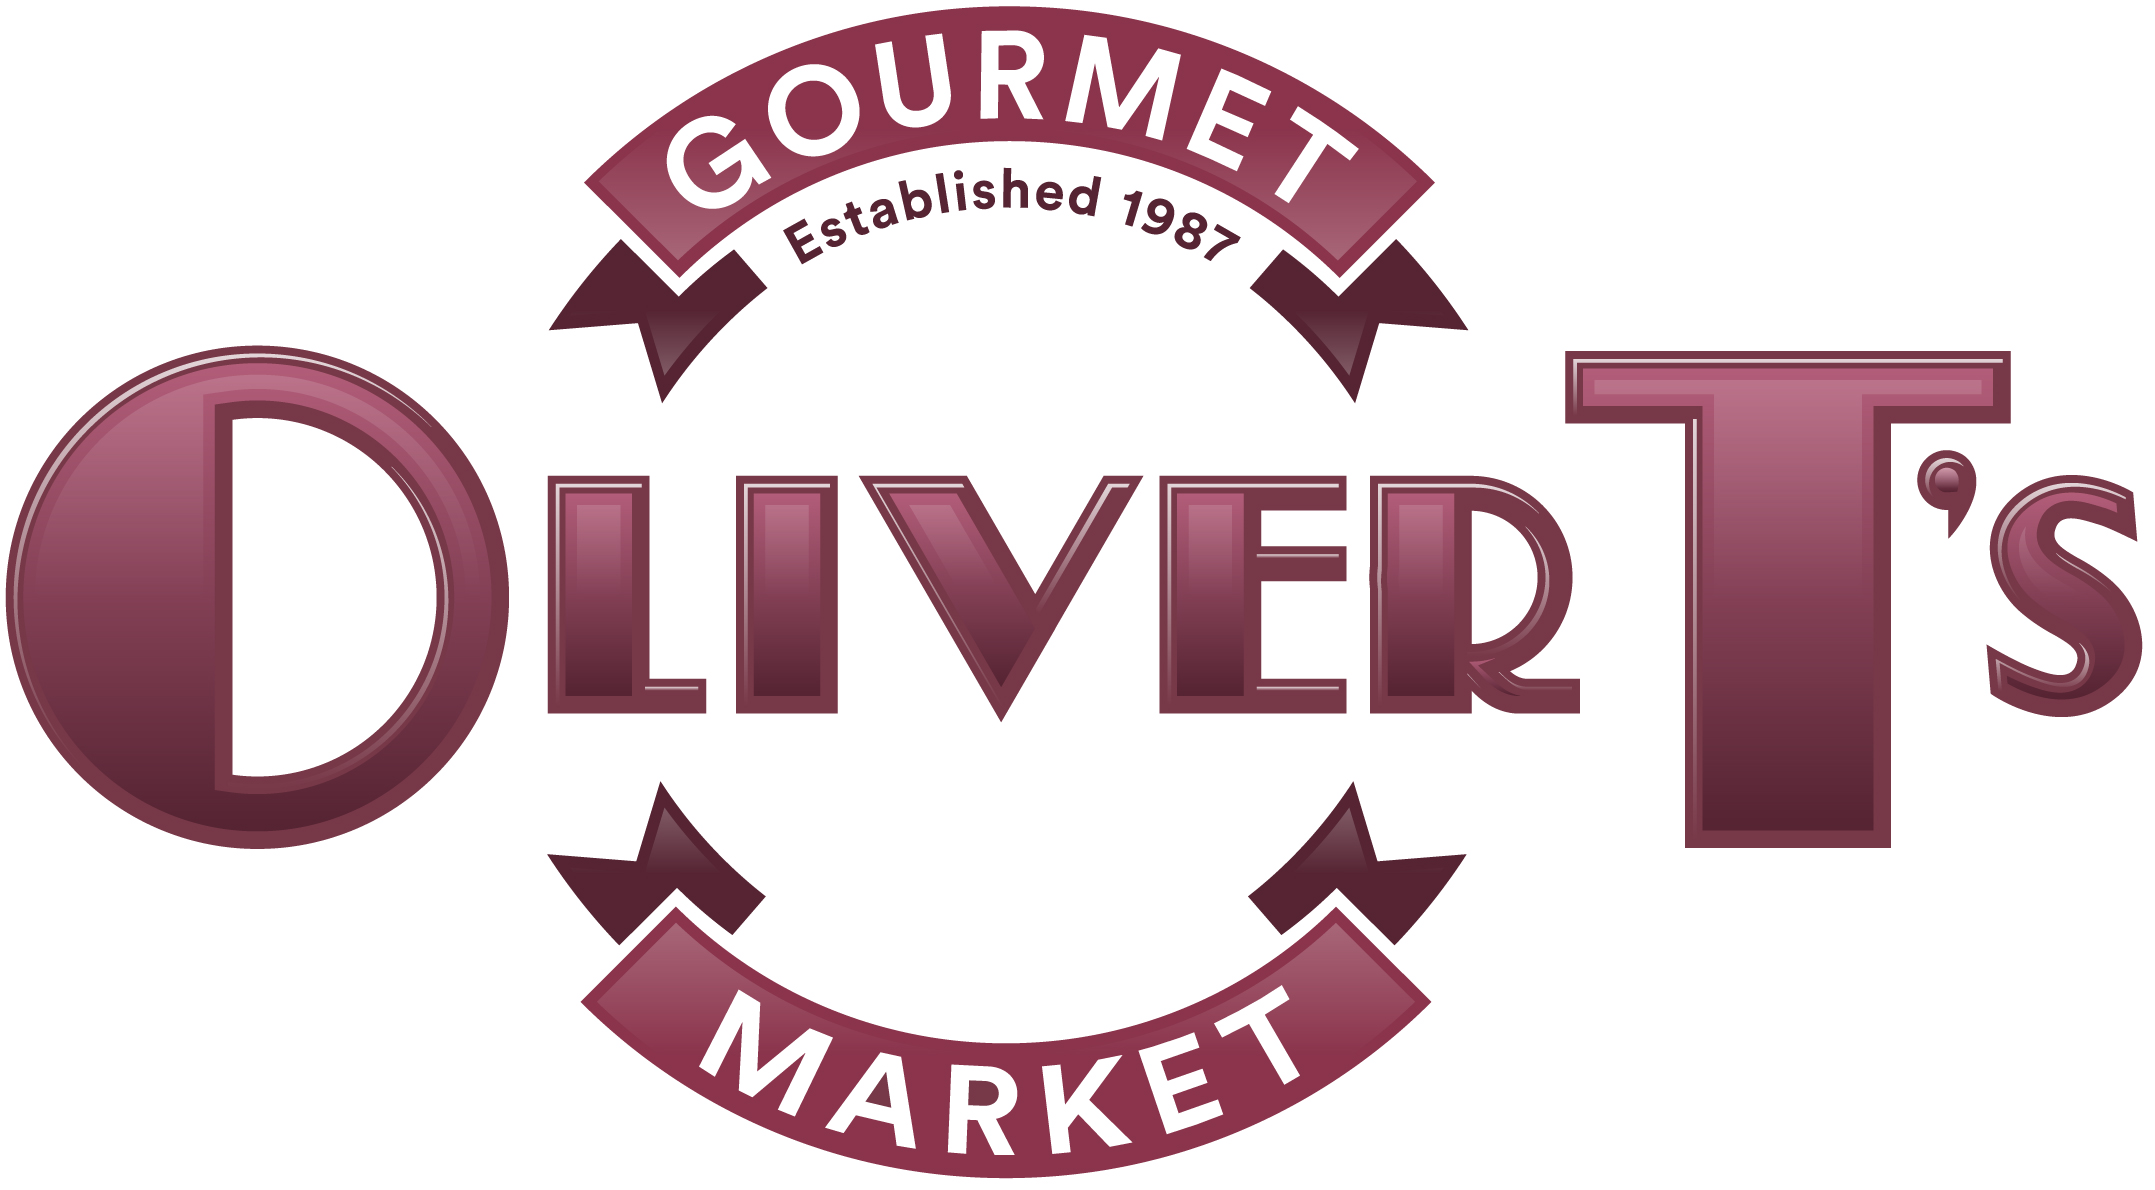 GOURMET
Established 1987
OLIVER T's
MARKET